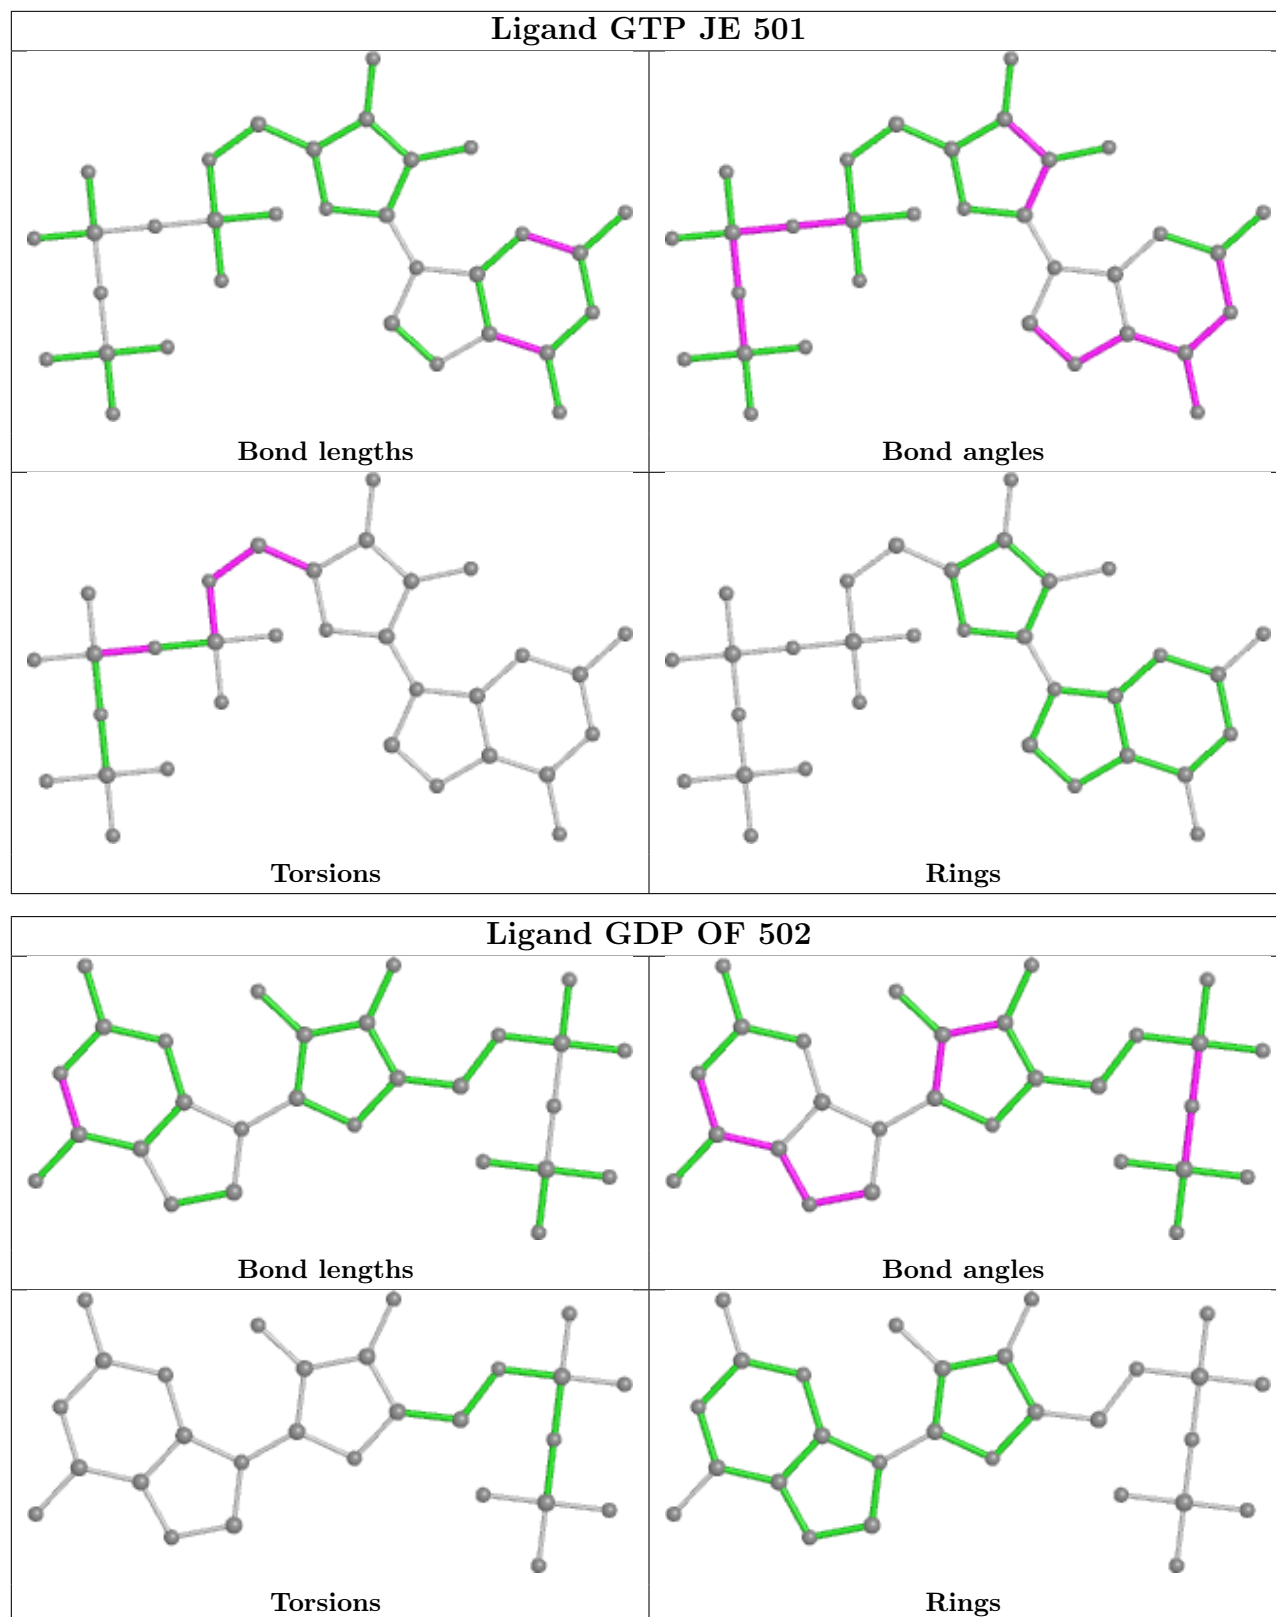 Ligand GTP JE 501
Bond lengths
Bond angles
Torsions
Rings
Ligand GDP OF 502
Bond lengths
Bond angles
Torsions
Rings